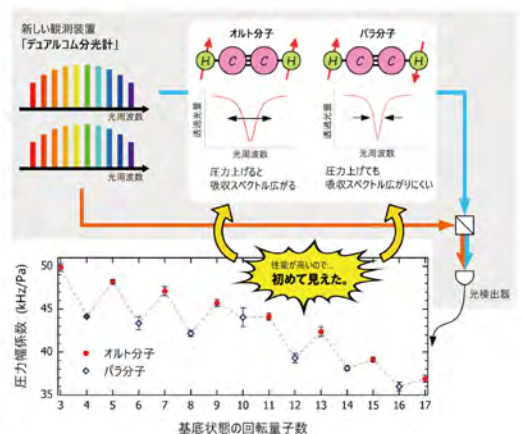 新しい観測装置
「デュアルコム分光計」
光周波数
光周波数
オルト分子
H C C H
透過光量
光周波数
圧力上げると
吸収スペクトル広がる
パラ分子
H C C H
透過光量
光周波数
圧力上げても
吸収スペクトル広がりにくい
性能が高いので...
初めて見えた。
光検出器
圧力幅係数 (kHz/Pa)
50
45
40
35
オルト分子
パラ分子
3 4 5 6 7 8 9 10 11 12 13 14 15 16 17
基底状態の回転量子数